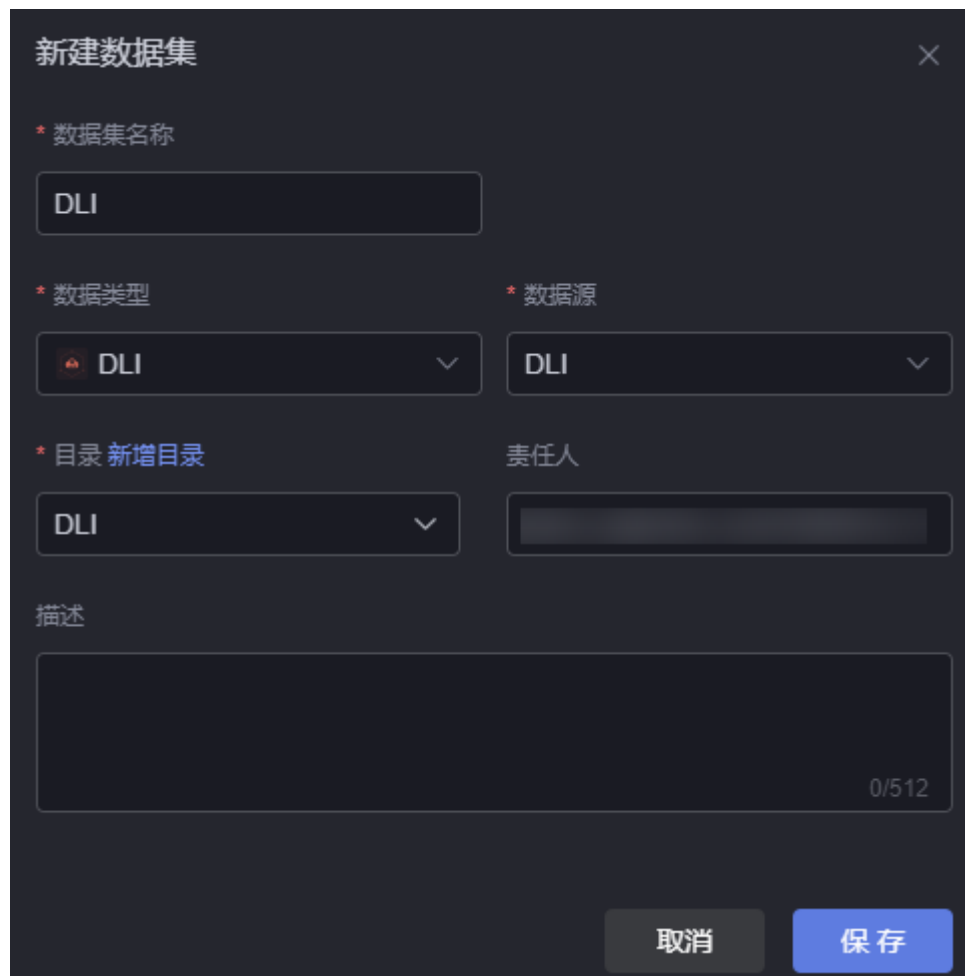 新建数据集
* 数据集名称
DLI
* 数据类型 * 数据源
DLI DLI
* 目录 新增目录 责任人
DLI
描述
0/512
取消 保存